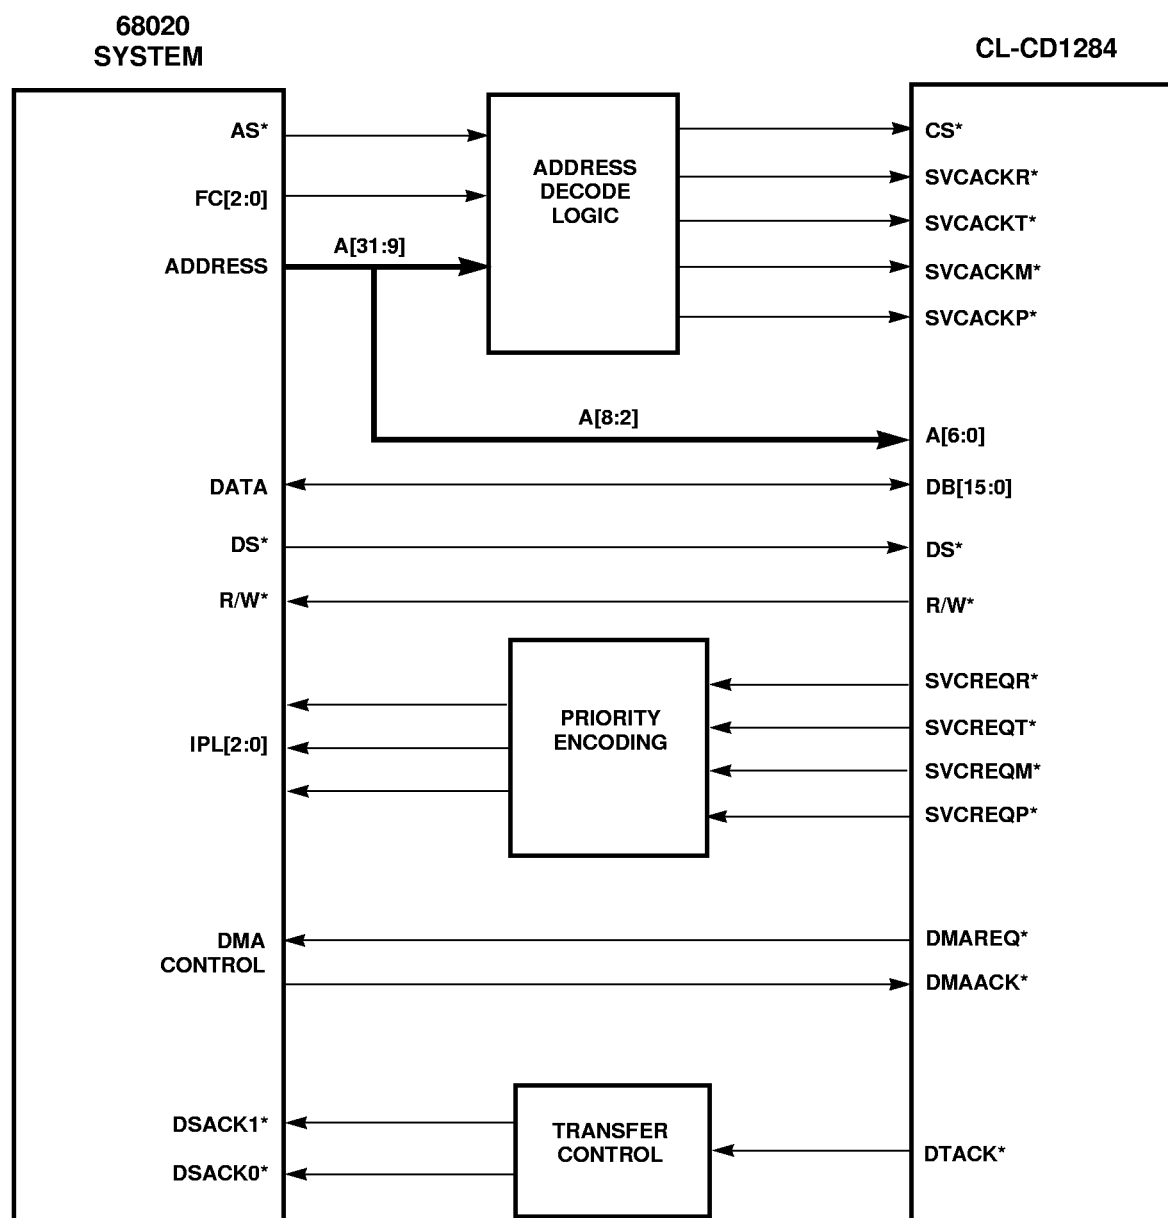 68020
SYSTEM
CL-CD1284
AS*
FC[2:0]
ADDRESS
A[31:9]
ADDRESS
DECODE
LOGIC
CS*
SVCACKR*
SVCACKT*
SVCACKM*
SVCACKP*
A[8:2]
A[6:0]
DATA
DB[15:0]
DS*
DS*
R/W*
R/W*
IPL[2:0]
PRIORITY
ENCODING
SVCREQR*
SVCREQT*
SVCREQM*
SVCREQP*
DMA
CONTROL
DMAREQ*
DMAACK*
DSACK1*
DSACK0*
TRANSFER
CONTROL
DTACK*